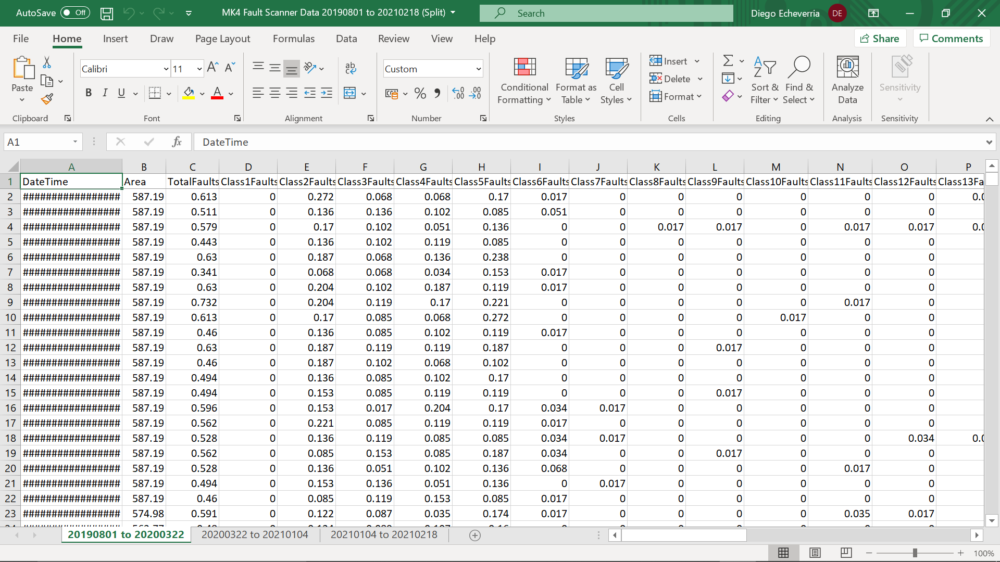 AutoSave Off MK4 Fault Scanner Data 20190801 to 20210218 (Split) Search Diego Echeverria DE
File Home Insert Draw Page Layout Formulas Data Review View Help Share Comments
Paste Calibri 11 ab c Custom Conditional Formatting Format as Table Cell Styles Insert Delete Format Sort & Filter Find & Select Analyze Data Sensitivity
Clipboard Font Alignment Number Styles Cells Editing Analysis Sensitivity
A1 fx DateTime
A B C D E F G H I J K L M N O P
1 DateTime Area TotalFaults Class1Faults Class2Faults Class3Faults Class4Faults Class5Faults Class6Faults Class7Faults Class8Faults Class9Faults Class10Faults Class11Faults Class12Faults Class13Fa
2 ################# 587.19 0.613 0 0.272 0.068 0.068 0.17 0.017 0 0 0 0 0 0 0.0
3 ################# 587.19 0.511 0 0.136 0.136 0.102 0.085 0.051 0 0 0 0 0 0
4 ################# 587.19 0.579 0 0.17 0.102 0.051 0.136 0 0 0.017 0.017 0 0.017 0.017 0.0
5 ################# 587.19 0.443 0 0.136 0.102 0.119 0.085 0 0 0 0 0 0 0
6 ################# 587.19 0.63 0 0.187 0.068 0.136 0.238 0 0 0 0 0 0 0
7 ################# 587.19 0.341 0 0.068 0.068 0.034 0.153 0.017 0 0 0 0 0 0
8 ################# 587.19 0.63 0 0.204 0.102 0.187 0.119 0.017 0 0 0 0 0 0
9 ################# 587.19 0.732 0 0.204 0.119 0.17 0.221 0 0 0 0 0 0.017 0
10 ################# 587.19 0.613 0 0.17 0.085 0.068 0.272 0 0 0 0 0.017 0 0
11 ################# 587.19 0.46 0 0.136 0.085 0.102 0.119 0.017 0 0 0 0 0 0
12 ################# 587.19 0.63 0 0.187 0.119 0.119 0.187 0 0 0 0.017 0 0 0
13 ################# 587.19 0.46 0 0.187 0.102 0.068 0.102 0 0 0 0 0 0 0
14 ################# 587.19 0.494 0 0.136 0.085 0.102 0.17 0 0 0 0 0 0 0
15 ################# 587.19 0.494 0 0.153 0.085 0.119 0.119 0 0 0 0.017 0 0 0
16 ################# 587.19 0.596 0 0.153 0.017 0.204 0.17 0.034 0.017 0 0 0 0 0
17 ################# 587.19 0.562 0 0.221 0.085 0.119 0.119 0.017 0 0 0 0 0 0
18 ################# 587.19 0.528 0 0.136 0.119 0.085 0.085 0.034 0.017 0 0 0 0 0.034 0.0
19 ################# 587.19 0.562 0 0.085 0.153 0.085 0.187 0.034 0 0 0.017 0 0 0
20 ################# 587.19 0.528 0 0.136 0.051 0.102 0.136 0.068 0 0 0 0 0.017 0
21 ################# 587.19 0.494 0 0.153 0.136 0.051 0.136 0 0.017 0 0 0 0 0
22 ################# 587.19 0.46 0 0.085 0.119 0.153 0.085 0.017 0 0 0 0 0 0
23 ################# 574.98 0.591 0 0.122 0.087 0.035 0.174 0.017 0 0 0 0 0.035 0.017
20190801 to 20200322 20200322 to 20210104 20210104 to 20210218
100%